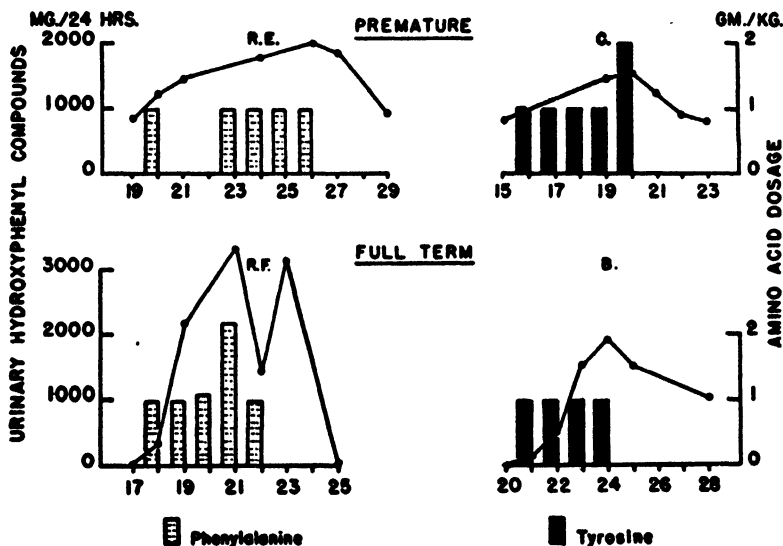 MG./24 HRS.
PREMATURE
GM./KG.
URINARY HYDROXYPHENYL COMPOUNDS
AMINO ACID DOSAGE
R.E.
2000
1000
0
19 21 23 25 27 29
C.
2
1
0
15 17 19 21 23
FULL TERM
R.F.
3000
2000
1000
0
17 19 21 23 25
B.
2
1
0
20 22 24 26 28
Phenylalanine
Tyrosine